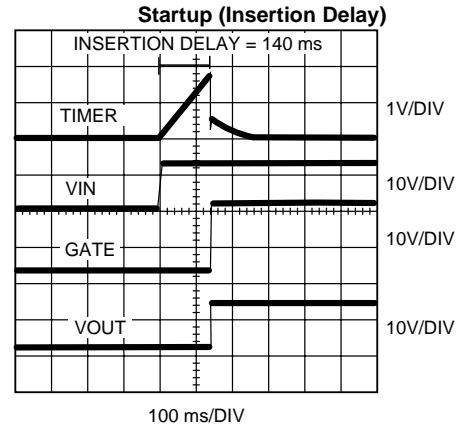 Startup (Insertion Delay)
INSERTION DELAY = 140 ms
TIMER
1V/DIV
VIN
10V/DIV
GATE
10V/DIV
VOUT
10V/DIV
100 ms/DIV